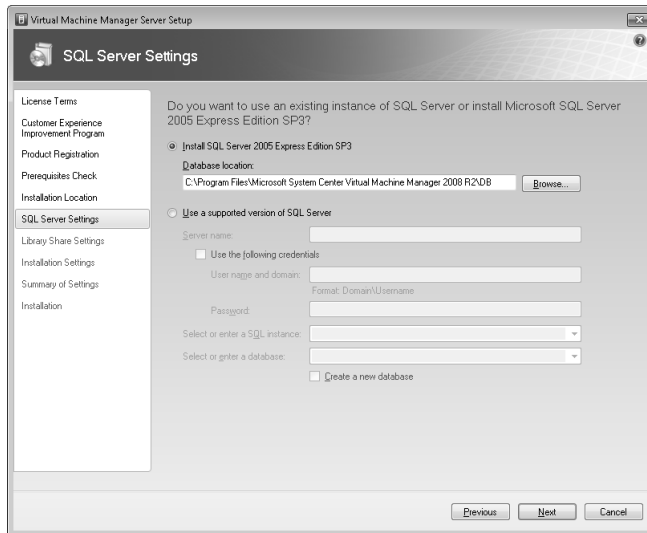 Virtual Machine Manager Server Setup
SQL Server Settings
License Terms
Customer Experience
Improvement Program
Product Registration
Prerequisites Check
Installation Location
SQL Server Settings
Library Share Settings
Installation Settings
Summary of Settings
Installation
Do you want to use an existing instance of SQL Server or install Microsoft SQL Server
2005 Express Edition SP3?
Install SQL Server 2005 Express Edition SP3
Database location:
C:\Program Files\Microsoft System Center Virtual Machine Manager 2008 R2\DB
Browse...
Use a supported version of SQL Server
Server name:
Use the following credentials
User name and domain:
Format: Domain\Username
Password:
Select or enter a SQL instance:
Select or enter a database:
Create a new database
Previous
Next
Cancel